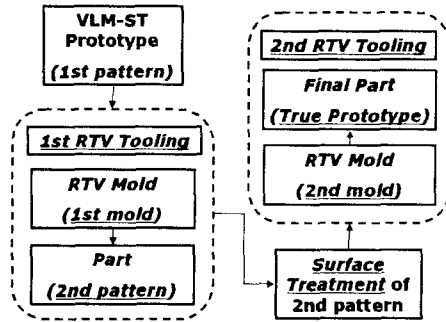 VLM-ST
Prototype
(1st pattern)
1st RTV Tooling
RTV Mold
(1st mold)
Part
(2nd pattern)
Surface
Treatment of
2nd pattern
2nd RTV Tooling
Final Part
(True Prototype)
RTV Mold
(2nd mold)